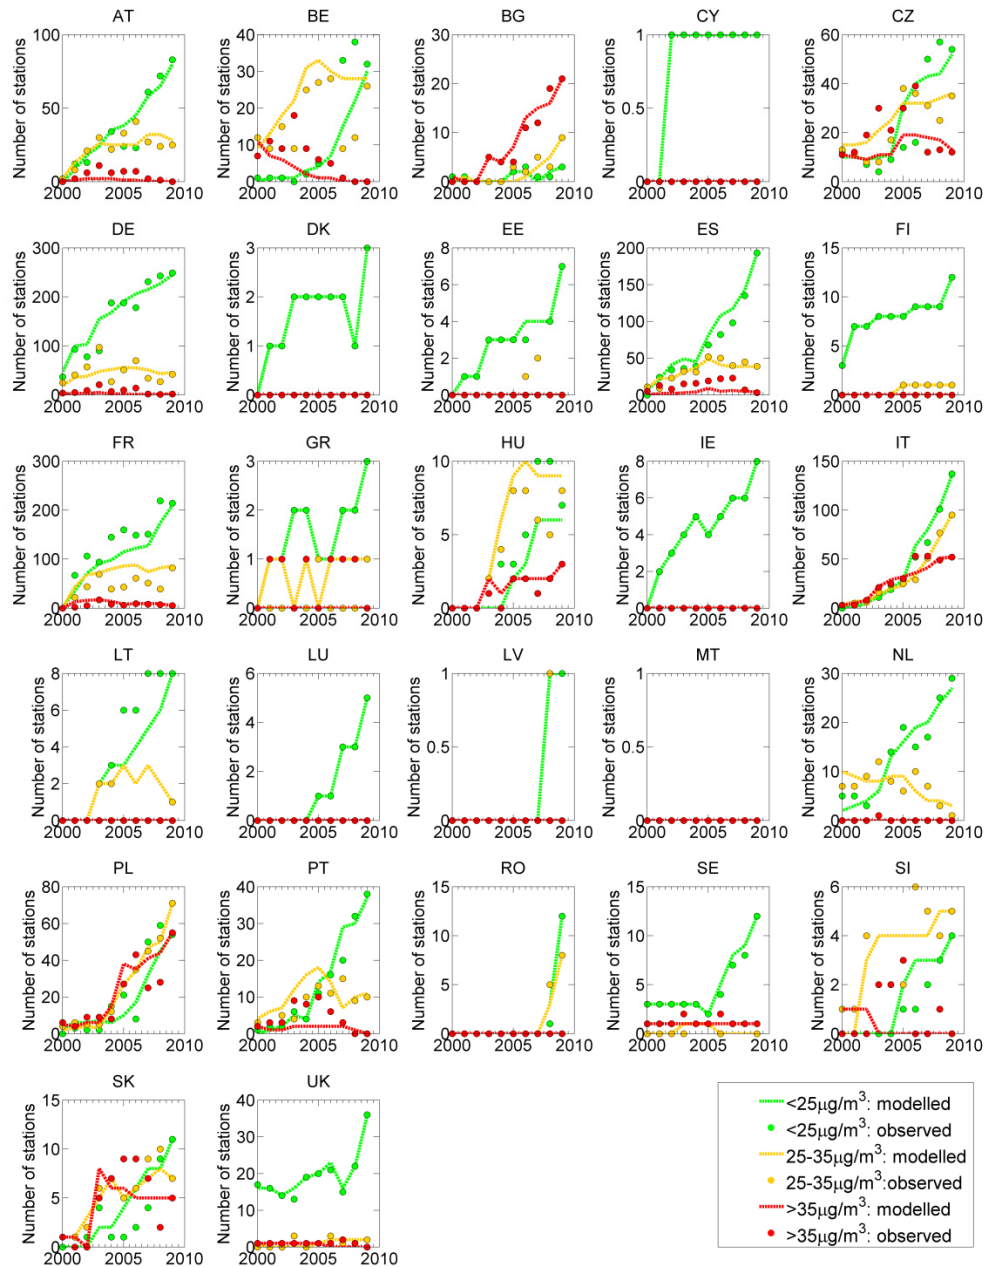 AT BE BG CY CZ
Number of stations 100 50 0 2000 2005 2010
Number of stations 40 30 20 10 0 2000 2005 2010
Number of stations 30 20 10 0 2000 2005 2010
Number of stations 1 0.5 0 2000 2005 2010
Number of stations 60 40 20 0 2000 2005 2010
DE DK EE ES FI
Number of stations 300 200 100 0 2000 2005 2010
Number of stations 3 2 1 0 2000 2005 2010
Number of stations 8 6 4 2 0 2000 2005 2010
Number of stations 200 150 100 50 0 2000 2005 2010
Number of stations 15 10 5 0 2000 2005 2010
FR GR HU IE IT
Number of stations 300 200 100 0 2000 2005 2010
Number of stations 3 2 1 0 2000 2005 2010
Number of stations 10 5 0 2000 2005 2010
Number of stations 8 6 4 2 0 2000 2005 2010
Number of stations 150 100 50 0 2000 2005 2010
LT LU LV MT NL
Number of stations 8 6 4 2 0 2000 2005 2010
Number of stations 6 4 2 0 2000 2005 2010
Number of stations 1 0.5 0 2000 2005 2010
Number of stations 1 0.5 0 2000 2005 2010
Number of stations 30 20 10 0 2000 2005 2010
PL PT RO SE SI
Number of stations 80 60 40 20 0 2000 2005 2010
Number of stations 40 30 20 10 0 2000 2005 2010
Number of stations 15 10 5 0 2000 2005 2010
Number of stations 15 10 5 0 2000 2005 2010
Number of stations 6 4 2 0 2000 2005 2010
SK UK
Number of stations 15 10 5 0 2000 2005 2010
Number of stations 40 30 20 10 0 2000 2005 2010
<25μg/m³: modelled
<25μg/m³: observed
25-35μg/m³: modelled
25-35μg/m³:observed
>35μg/m³: modelled
>35μg/m³: observed